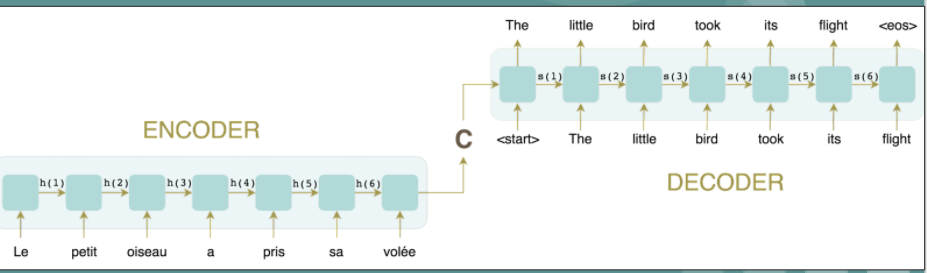 The little bird took its flight <eos>
s(1) s(2) s(3) s(4) s(5) s(6)
ENCODER
C
<start> The little bird took its flight
h(1) h(2) h(3) h(4) h(5) h(6)
DECODER
Le petit oiseau a pris sa volée